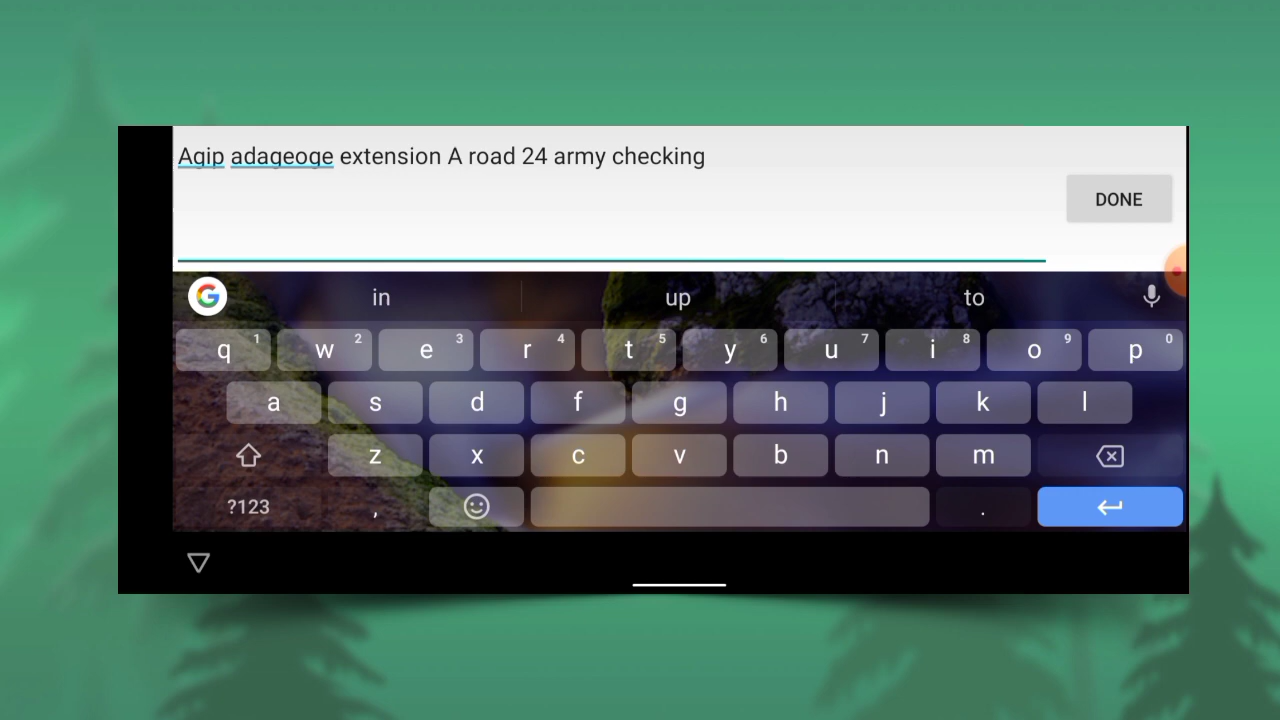 Agip adageoge extension A road 24 army checking
DONE
G in up to
q 1 w 2 e 3 r 4 t 5 y 6 u 7 i 8 o 9 p 0
a s d f g h j k l
z x c v b n m
?123 , .